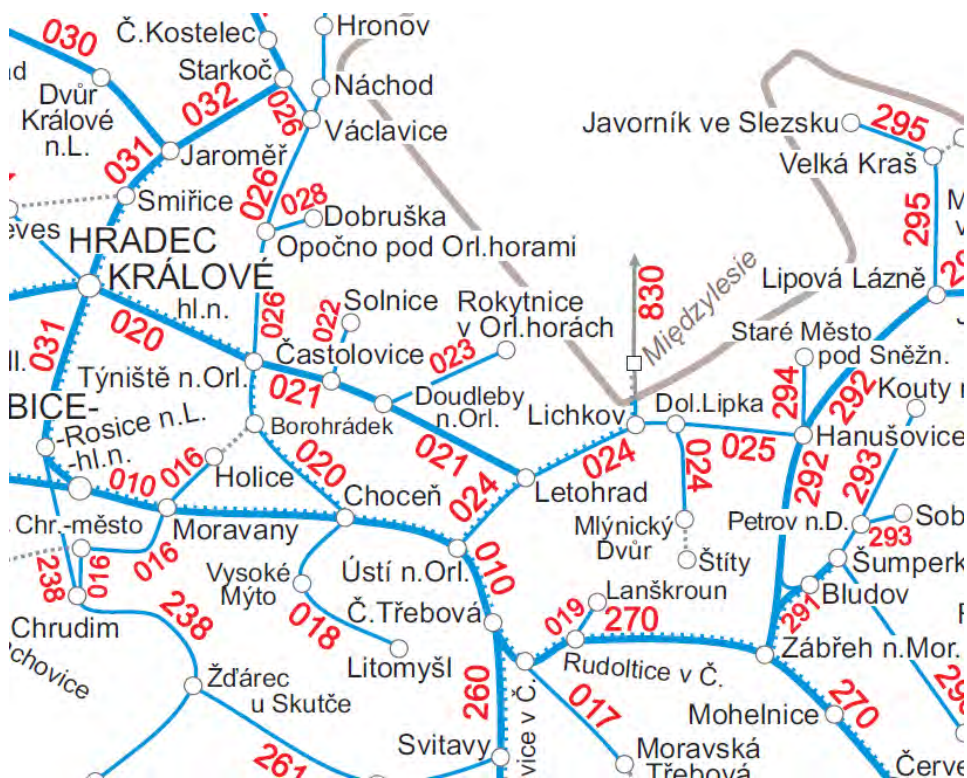 030
Č.Kostelec
Hronov
Starkoč
Dvůr
Králové
n.L.
032
026
Náchod
Václavice
Javorník ve Slezsku
295
Velká Kraš
031
Jaroměř
Smiřice
026
028
Dobruška
Opočno pod Orl.horami
295
HRADEC
KRÁLOVÉ
hl.n.
Lipová Lázně
830
Międzylesie
031
020
026
022
Solnice
Rokytnice
v Orl.horách
023
Staré Město
pod Sněžn.
292
Týniště n.Orl.
Častolovice
021
Doudleby
n.Orl.
Lichkov
Dol.Lipka
294
Kouty
-Rosice n.L.
-hl.n.
Borohrádek
024
025
Hanušovice
010
016
Holice
020
021
024
Letohrad
024
292
293
Choceň
Chr.-město
Moravany
Mlýnický
Dvůr
Petrov n.D.
293
238
016
016
Ústí n.Orl.
010
Štíty
Šumperk
Vysoké
Mýto
Lanškroun
291
Bludov
Chrudim
238
018
Č.Třebová
019
270
Litomyšl
Rudoltice v Č.
Zábřeh n.Mor.
Žďárec
u Skutče
260
017
Mohelnice
270
261
Svitavy
Moravská
Třebová